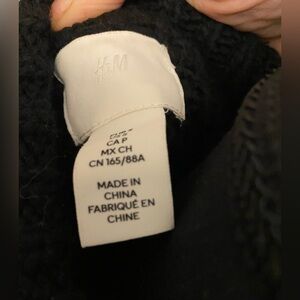 H&M
CA P
MX CH
CN 165/88A
MADE IN
CHINA
FABRIQUÉ EN
CHINE